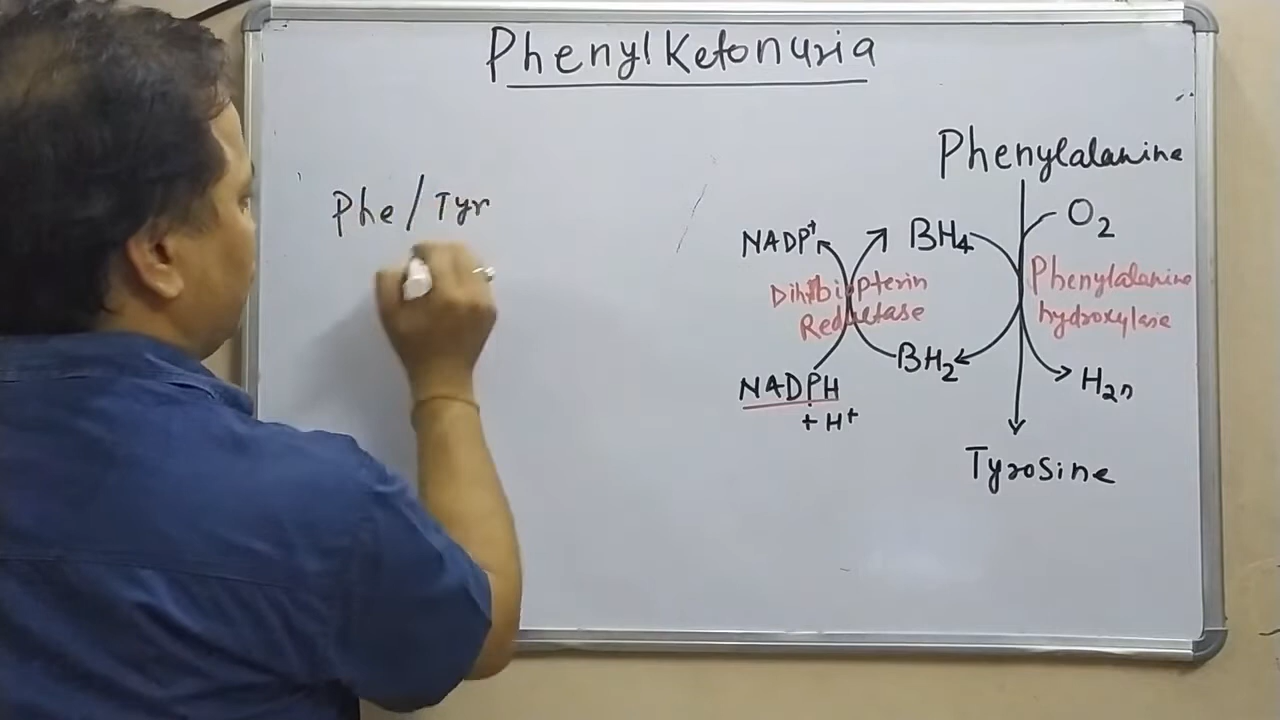 PhenylKetonuria
Phe/Tyr
Phenylalanine
O2
NADP+
BH4
Phenylalanine
hydroxylase
Reductase
BH2
NADPH
+ H+
H2O
Tyrosine